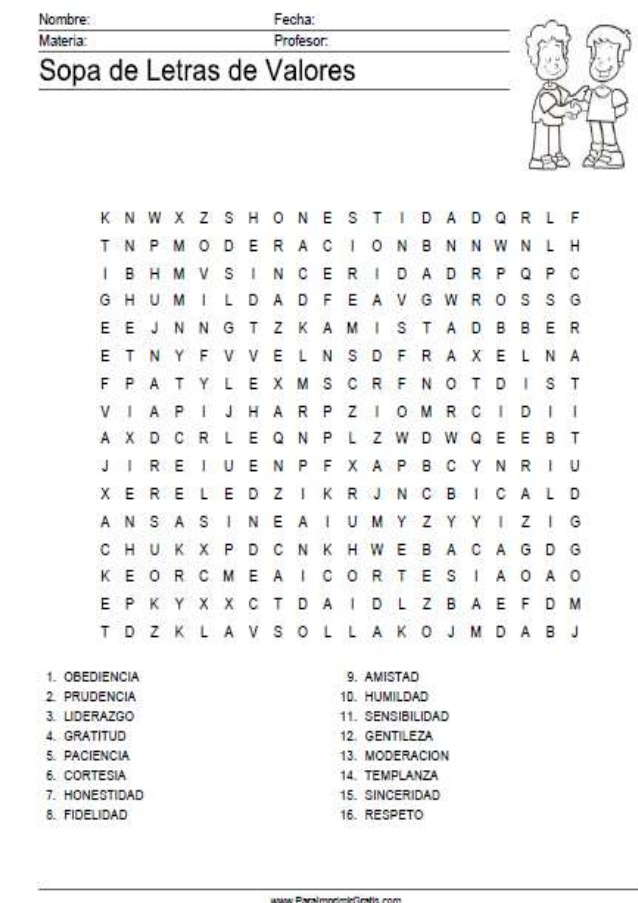 Nombre: Fecha:
Materia: Profesor:
Sopa de Letras de Valores
K N W X Z S H O N E S T I D A D Q R L F
T N P M O D E R A C I O N B N N W N L H
I B H M V S I N C E R I D A D R P Q P C
G H U M I L D A D F E A V G W R O S S G
E E J N N G T Z K A M I S T A D B B E R
E T N Y F V V E L N S D F R A X E L N A
F P A T Y L E X M S C R F N O T D I S T
V I A P I J H A R P Z I O M R C I D I I
A X D C R L E Q N P L Z W D W Q E E B T
J I R E I U E N P F X A P B C Y N R I U
X E R E L E D Z I K R J N C B I C A L D
A N S A S I N E A I U M Y Z Y Y I Z I G
C H U K X P D C N K H W E B A C A G D G
K E O R C M E A I C O R T E S I A O A O
E P K Y X X C T D A I D L Z B A E F D M
T D Z K L A V S O L L A K O J M D A B J
1. OBEDIENCIA
2. PRUDENCIA
3. LIDERAZGO
4. GRATITUD
5. PACIENCIA
6. CORTESIA
7. HONESTIDAD
8. FIDELIDAD
9. AMISTAD
10. HUMILDAD
11. SENSIBILIDAD
12. GENTILEZA
13. MODERACION
14. TEMPLANZA
15. SINCERIDAD
16. RESPETO
www.ParaImprimirGratis.com